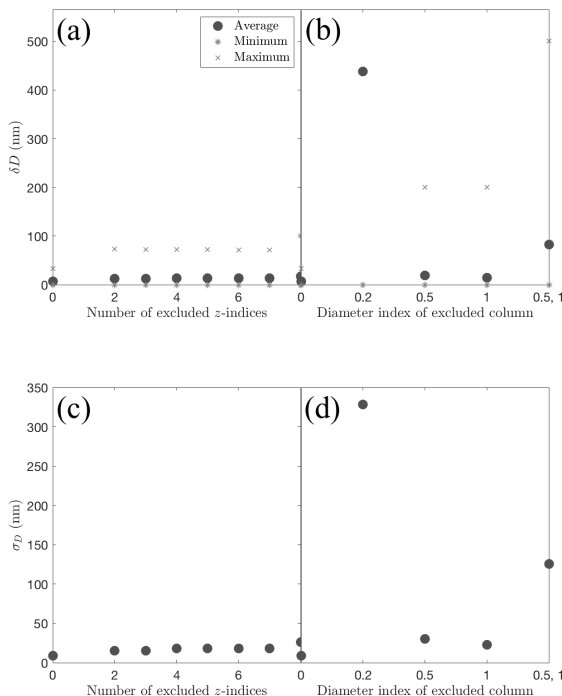 (a)
Average
Minimum
Maximum
(b)
500
400
300
200
100
0
δD (nm)
0 2 4 6 0 0.2 0.5 1 0.5, 1
Number of excluded z-indices
Diameter index of excluded column
(c)
(d)
350
300
250
200
150
100
50
0
σ_D (nm)
0 2 4 6 0 0.2 0.5 1 0.5, 1
Number of excluded z-indices
Diameter index of excluded column